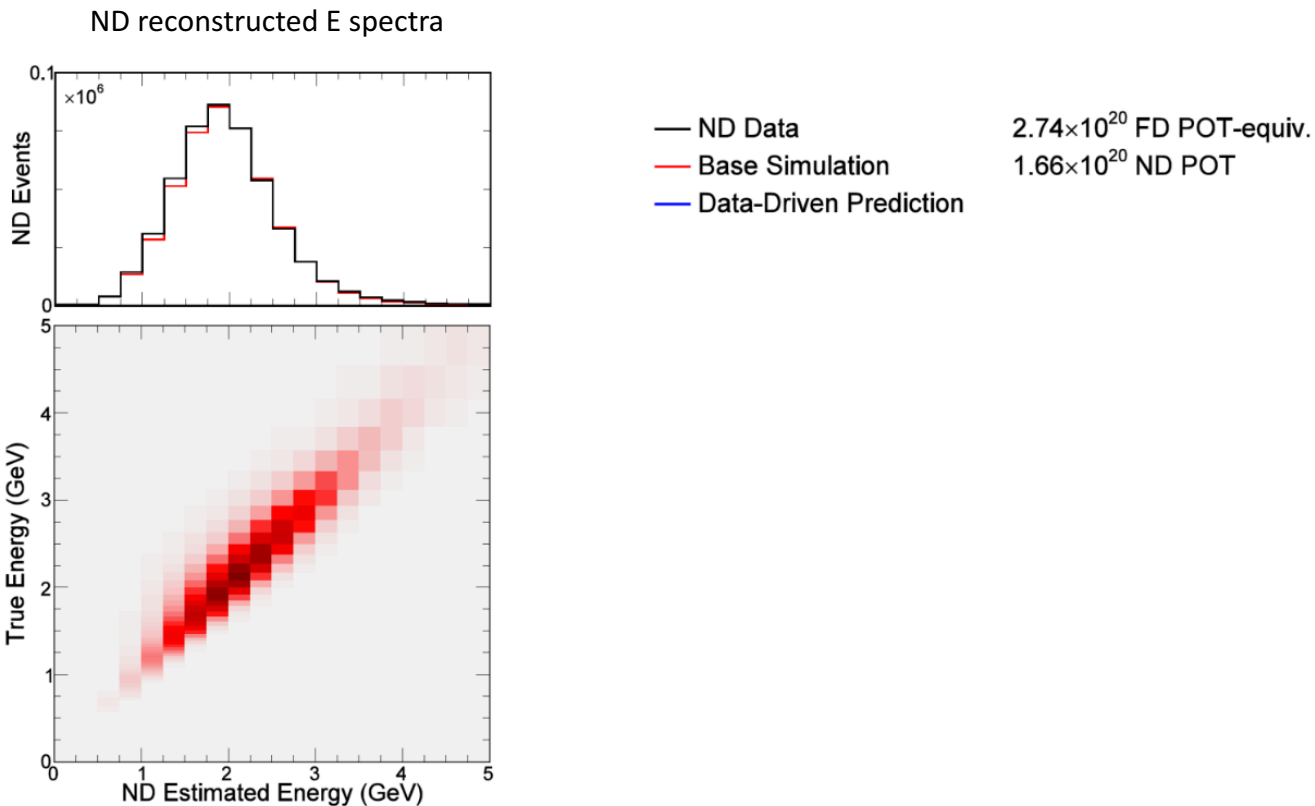 ND reconstructed E spectra
0.1
×10⁶
ND Events
0
ND Data 2.74×10²⁰ FD POT-equiv.
Base Simulation 1.66×10²⁰ ND POT
Data-Driven Prediction
5
4
3
2
1
0
True Energy (GeV)
0 1 2 3 4 5
ND Estimated Energy (GeV)